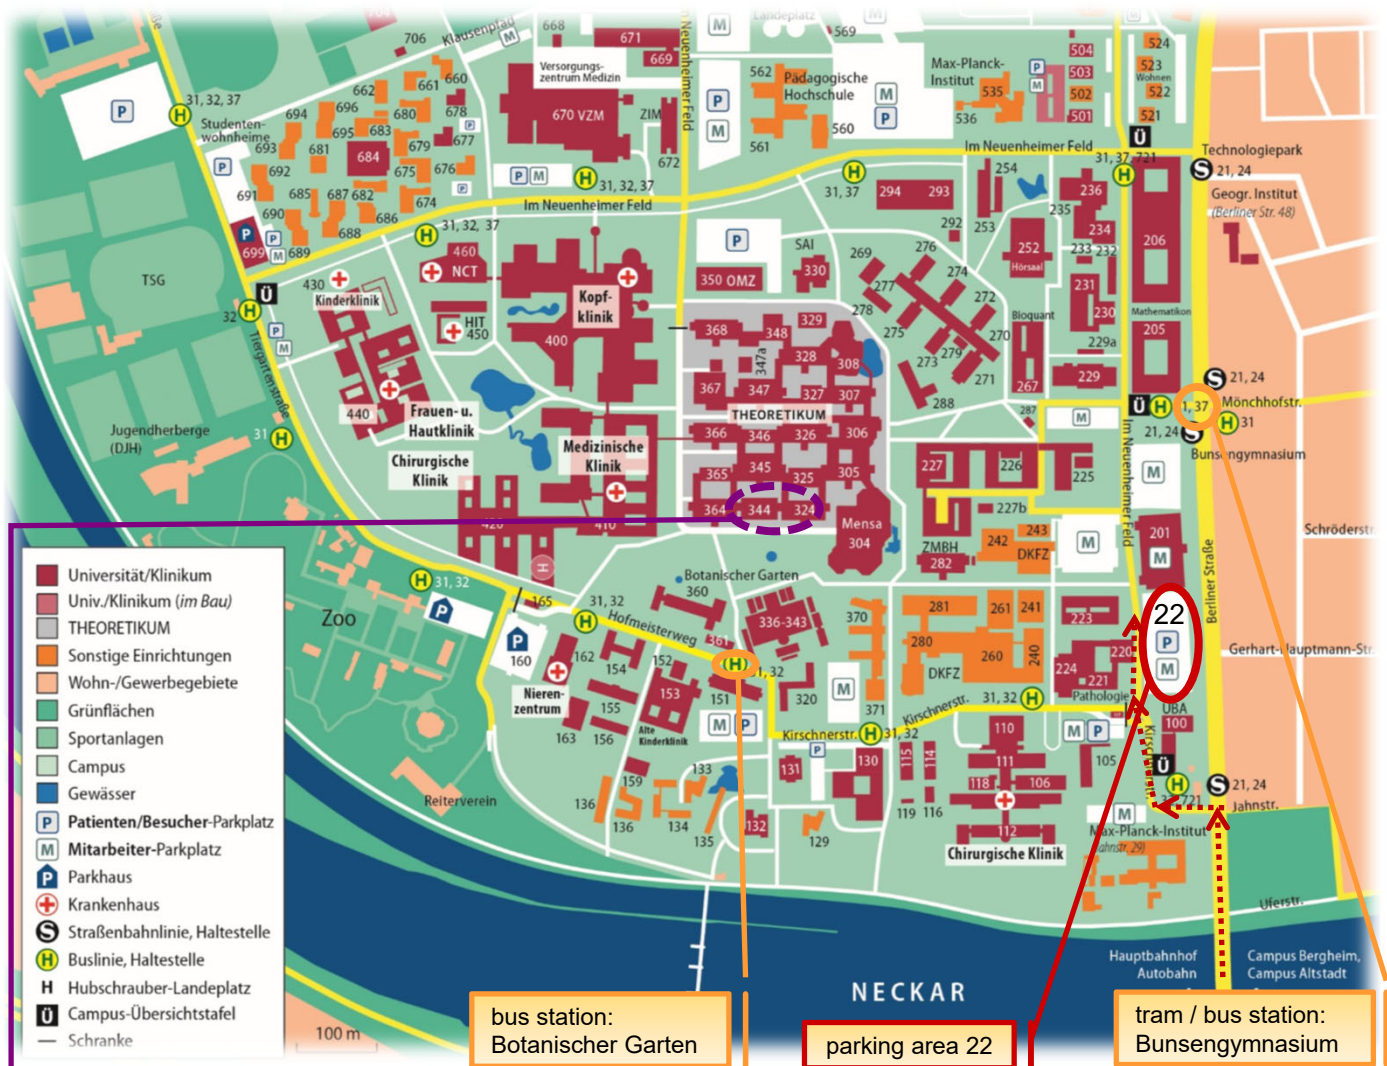 Klausenpfad
M
706
668
671
669
Versorgungs-
zentrum Medizin
670 VZM
ZIM
672
Im Neuenheimer Feld
M
P
M
Landeplatz
M
569
562
561
560
Pädagogische
Hochschule
M
P
Max-Planck-
Institut
535
536
P
M
504
503
502
501
M
524
523
Wohnen
522
521
Ü
P
H
31, 32, 37
Studenten-
wohnheime
P
694
696
662
661
660
680
678
P
693
695
683
681
684
679
677
692
675
676
P
691
685
687
682
674
690
686
688
689
P
699
P
M
P M
H
31, 32, 37
Im Neuenheimer Feld
H
31, 32, 37
H
31, 37
Im Neuenheimer Feld
31, 37, 721
H
Technologiepark
S
21, 24
Geogr. Institut
(Berliner Str. 48)
294
293
292
254
253
252
Hörsaal
236
235
234
233
232
231
230
229a
229
206
Mathematikon
205
TSG
Ü
H
32
P
M
Tiergartenstraße
430
Kinderklinik
440
Frauen- u.
Hautklinik
460
NCT
HIT
450
400
Kopf-
klinik
P
350 OMZ
SAI
330
269
276
274
277
272
278
275
270
273
279
271
288
Bioquant
267
287
368
348
329
347a
328
308
367
347
327
307
THEORETIKUM
366
346
326
306
365
345
325
305
364
344
324
Mensa
304
S
21, 24
Mönchhofstr.
Ü
H
1, 37
H
31
21, 24
S
Bunsengymnasium
M
Im Neuenheimer Feld
M
Jugendherberge
(DJH)
31
H
Chirurgische
Klinik
Medizinische
Klinik
420
410
H
227
226
225
227b
ZMBH
282
242
243
DKFZ
M
201
M
Berliner Straße
Schröderstr.
Zoo
H
31, 32
P
165
P
160
31, 32
H
Hofmeisterweg
Botanischer Garten
360
361
336-343
H
31, 32
370
371
281
261
241
280
260
240
DKFZ
223
220
224
221
Pathologie
22
P
M
Gerhart-Hauptmann-Str.
162
Nieren-
zentrum
163
154
155
156
152
153
Alte
Kinderklinik
159
151
M
P
320
M
Kirschnerstr.
H
31, 32
Kirschnerstr.
31, 32
H
P
131
130
115
114
119
116
110
111
118
106
112
Chirurgische Klinik
M
P
105
UBA
100
Ü
H
S
21, 24
Jahnstr.
M
Max-Planck-Institut
136
136
134
133
135
132
129
Reiterverein
Uferstr.
Universität/Klinikum
Univ./Klinikum (im Bau)
THEORETIKUM
Sonstige Einrichtungen
Wohn-/Gewerbegebiete
Grünflächen
Sportanlagen
Campus
Gewässer
P Patienten/Besucher-Parkplatz
M Mitarbeiter-Parkplatz
P Parkhaus
Krankenhaus
S Straßenbahnlinie, Haltestelle
H Buslinie, Haltestelle
H Hubschrauber-Landeplatz
Ü Campus-Übersichtstafel
Schranke
100 m
NECKAR
Hauptbahnhof
Autobahn
Campus Bergheim,
Campus Altstadt
bus station:
Botanischer Garten
parking area 22
tram / bus station:
Bunsengymnasium